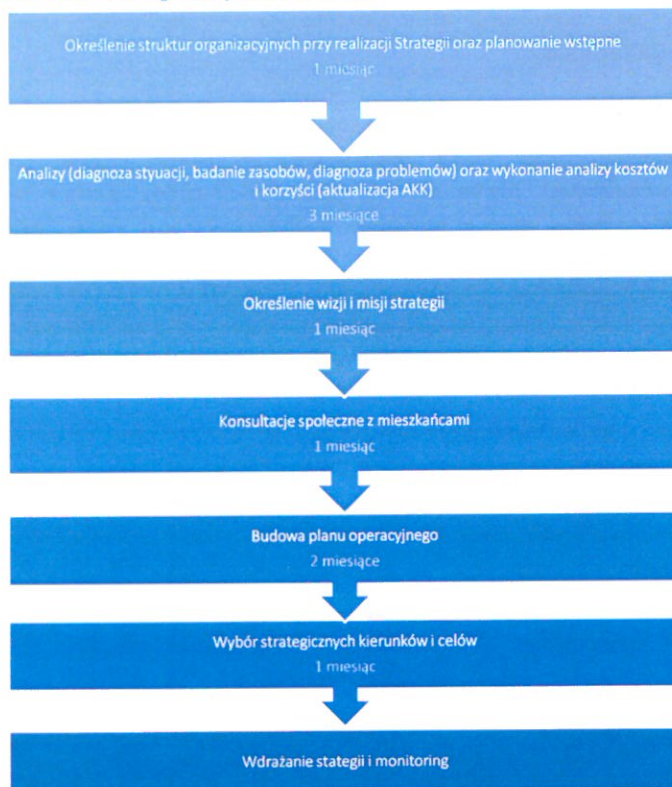 Określenie struktur organizacyjnych przy realizacji Strategii oraz planowanie wstępne
1 miesiąc
Analizy (diagnoza styuacji, badanie zasobów, diagnoza problemów) oraz wykonanie analizy kosztów
i korzyści (aktualizacja AKK)
3 miesiące
Określenie wizji i misji strategii
1 miesiąc
Konsultacje społeczne z mieszkańcami
1 miesiąc
Budowa planu operacyjnego
2 miesiące
Wybór strategicznych kierunków i celów
1 miesiąc
Wdrażanie stategii i monitoring